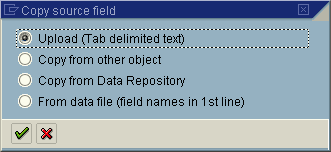 Copy source field
Upload (Tab delimited text)
Copy from other object
Copy from Data Repository
From data file (field names in 1st line)